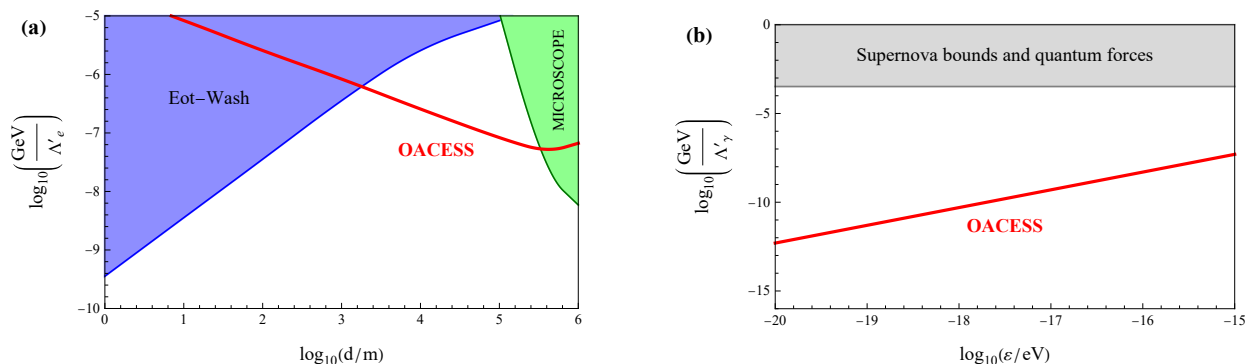 (a)
-5
-6
-7
-8
-9
-10
log10(GeV/Λ′e)
Eot-Wash
OACESS
MICROSCOPE
0 1 2 3 4 5 6
log10(d/m)
(b)
0
-5
-10
-15
log10(GeV/Λ′γ)
Supernova bounds and quantum forces
OACESS
-20 -19 -18 -17 -16 -15
log10(ε/eV)